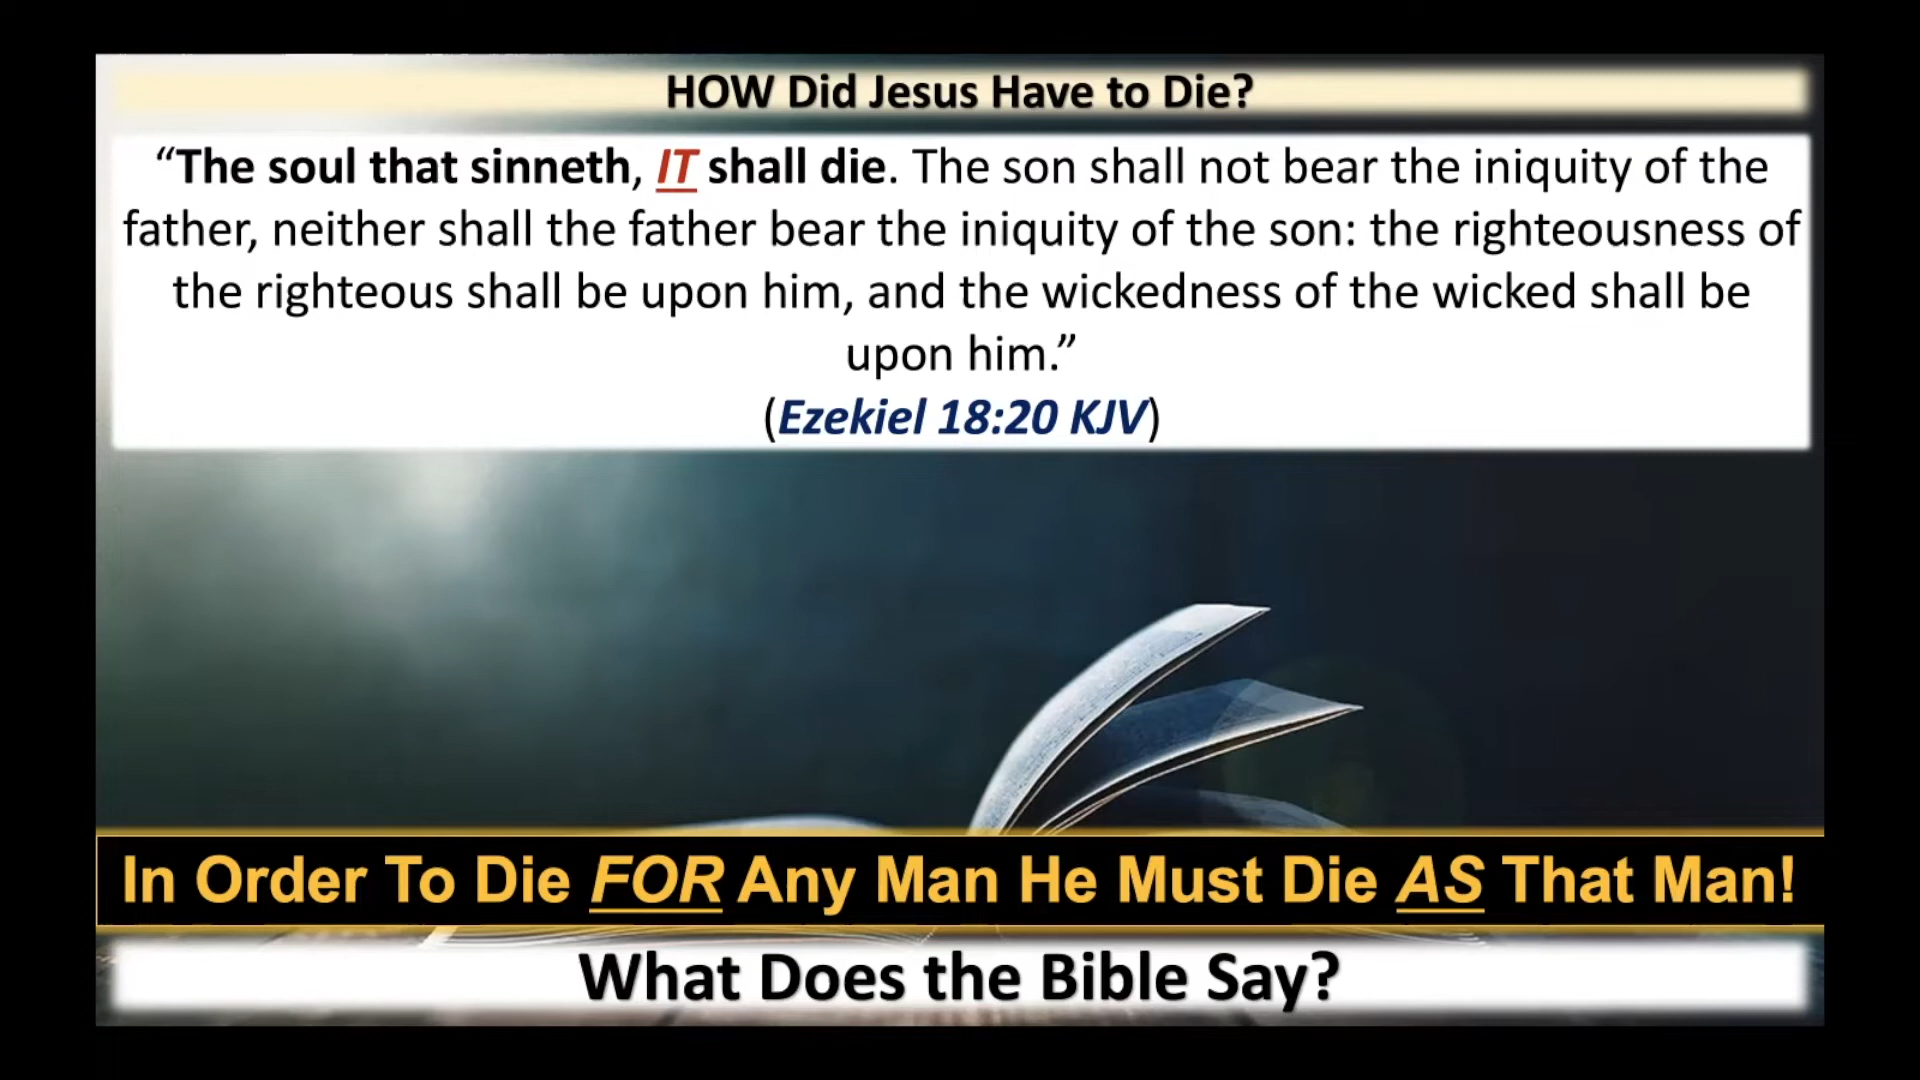 HOW Did Jesus Have to Die?
“The soul that sinneth, IT shall die. The son shall not bear the iniquity of the
father, neither shall the father bear the iniquity of the son: the righteousness of
the righteous shall be upon him, and the wickedness of the wicked shall be
upon him.”
(Ezekiel 18:20 KJV)
In Order To Die FOR Any Man He Must Die AS That Man!
What Does the Bible Say?